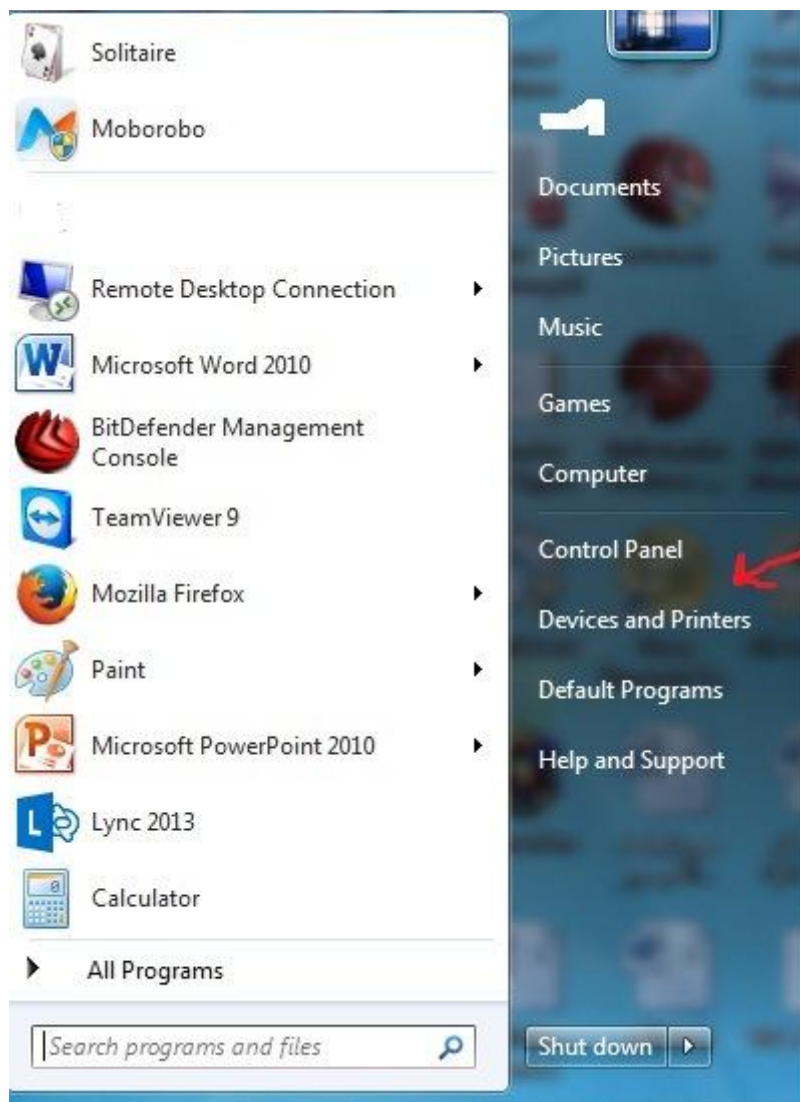 Solitaire
Moborobo
Remote Desktop Connection
Microsoft Word 2010
BitDefender Management
Console
TeamViewer 9
Mozilla Firefox
Paint
Microsoft PowerPoint 2010
Lync 2013
Calculator
All Programs
Search programs and files
Documents
Pictures
Music
Games
Computer
Control Panel
Devices and Printers
Default Programs
Help and Support
Shut down